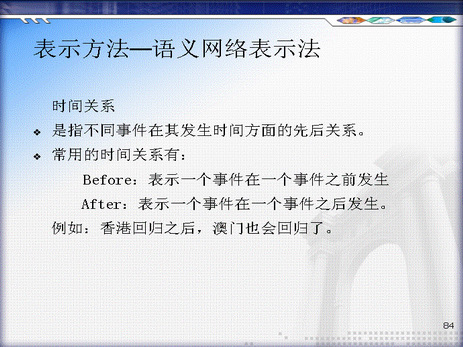 表示方法—语义网络表示法
时间关系
是指不同事件在其发生时间方面的先后关系。
常用的时间关系有:
Before: 表示一个事件在一个事件之前发生
After: 表示一个事件在一个事件之后发生。
例如: 香港回归之后, 澳门也会回归了。
84